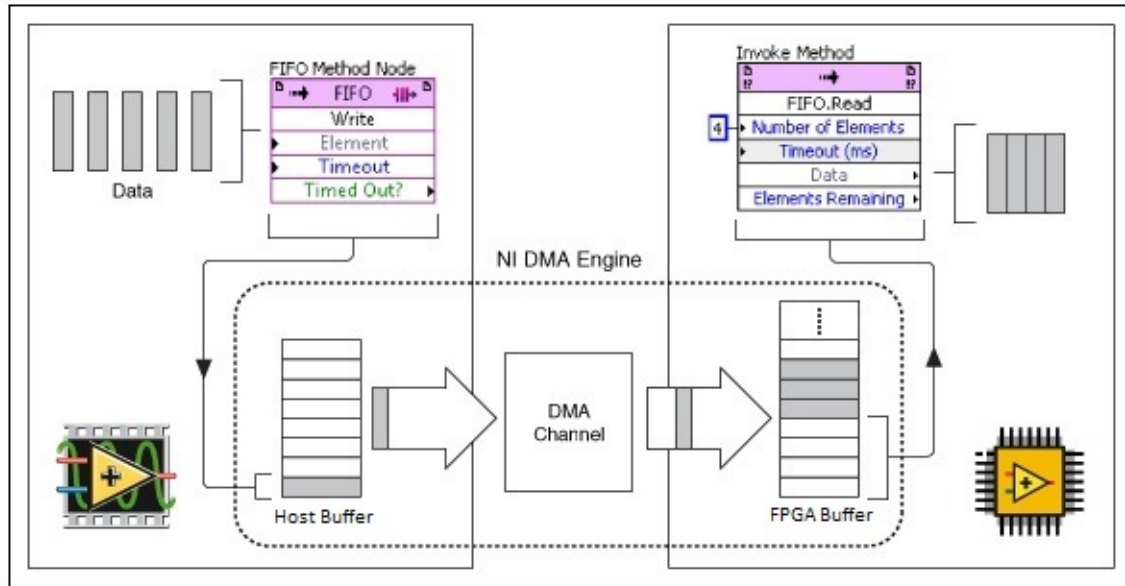 FIFO Method Node
FIFO
Write
Element
Timeout
Timed Out?
Data
Invoke Method
FIFO.Read
4
Number of Elements
Timeout (ms)
Data
Elements Remaining
NI DMA Engine
DMA
Channel
Host Buffer
FPGA Buffer